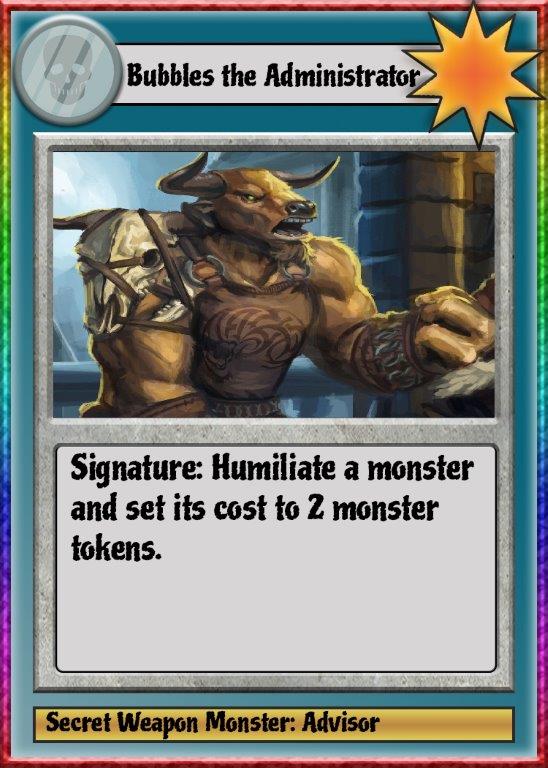 Bubbles the Administrator
Signature: Humiliate a monster
and set its cost to 2 monster
tokens.
Secret Weapon Monster: Advisor